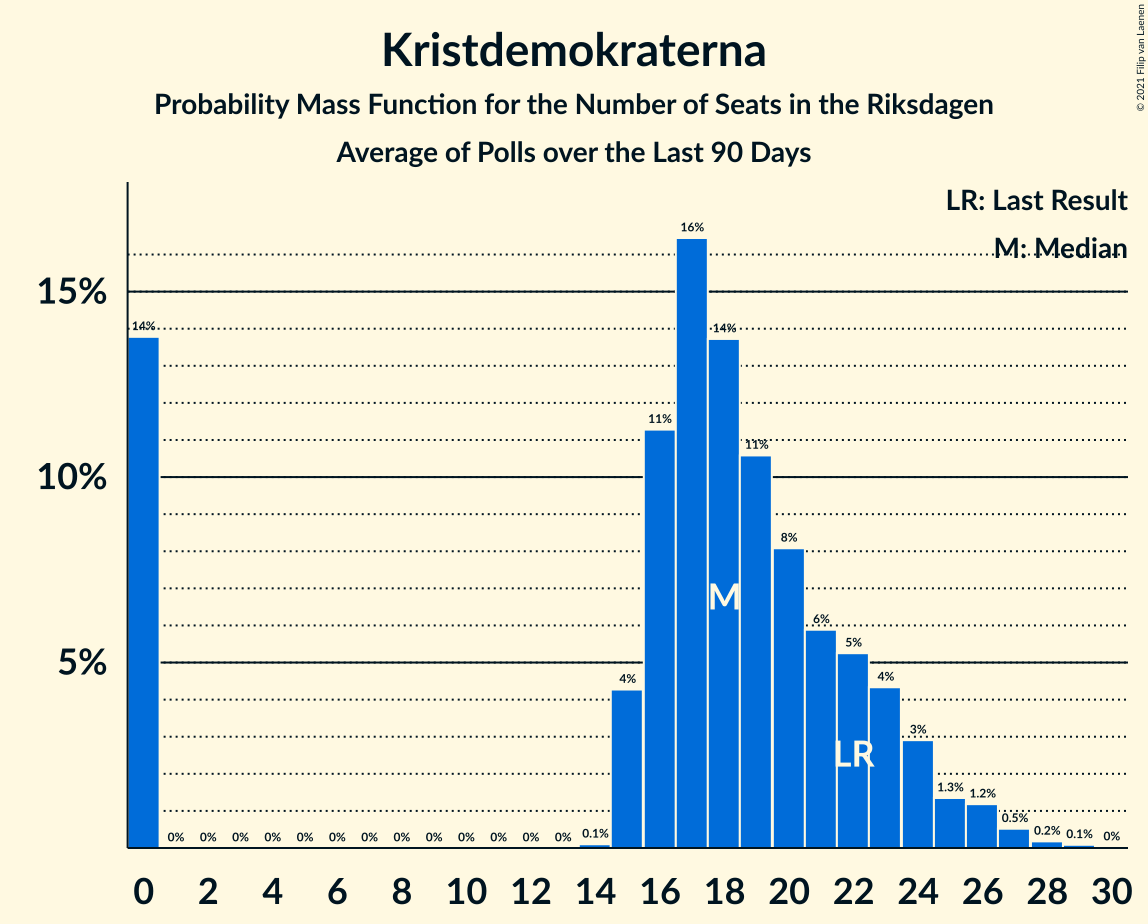 Kristdemokraterna
Probability Mass Function for the Number of Seats in the Riksdagen
Average of Polls over the Last 90 Days
© 2021 Filip van Laenen
LR: Last Result
M: Median
15%
10%
5%
14% 0% 0% 0% 0% 0% 0% 0% 0% 0% 0% 0% 0% 0% 0.1% 4% 11% 16% 14% 11% 8% 6% 5% 4% 3% 1.3% 1.2% 0.5% 0.2% 0.1% 0%
M
LR
0 2 4 6 8 10 12 14 16 18 20 22 24 26 28 30